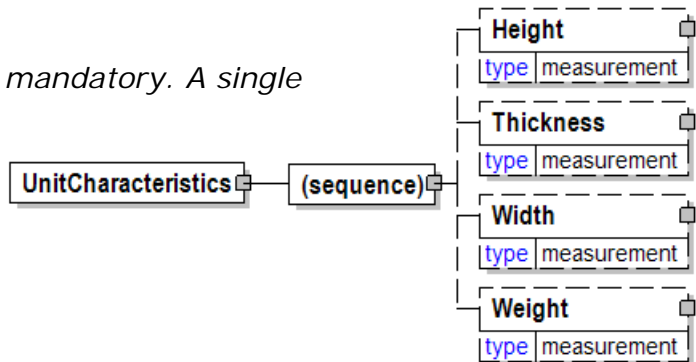 Height
type measurement
mandatory. A single
Thickness
type measurement
UnitCharacteristics
(sequence)
Width
type measurement
Weight
type measurement